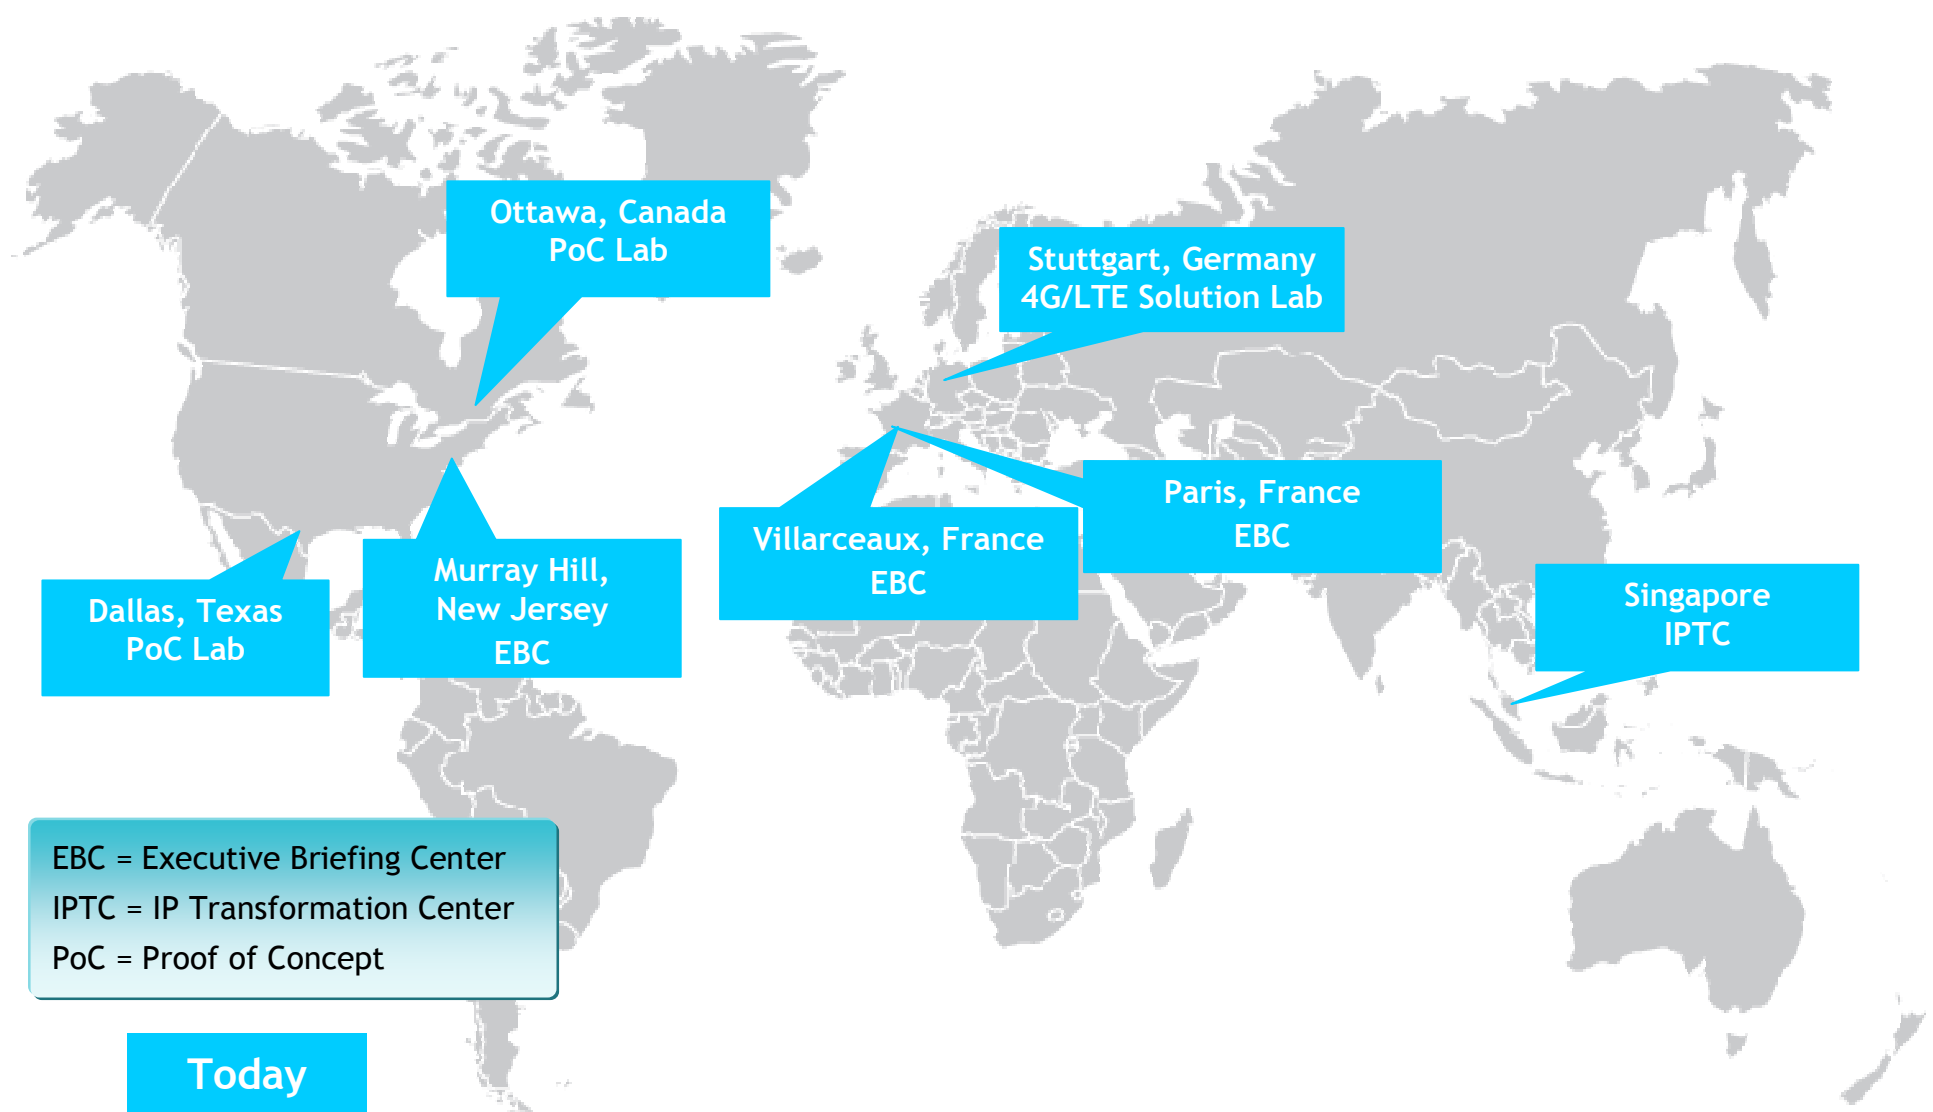 Ottawa, Canada
PoC Lab
Stuttgart, Germany
4G/LTE Solution Lab
Paris, France
EBC
Villarceaux, France
EBC
Murray Hill,
New Jersey
EBC
Dallas, Texas
PoC Lab
Singapore
IPTC
EBC = Executive Briefing Center
IPTC = IP Transformation Center
PoC = Proof of Concept
Today